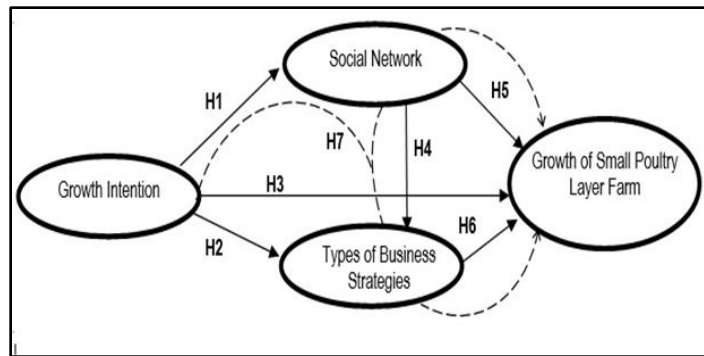 Social Network
H1
H5
H7
H4
Growth of Small Poultry
Layer Farm
Growth Intention
H3
H2
H6
Types of Business
Strategies